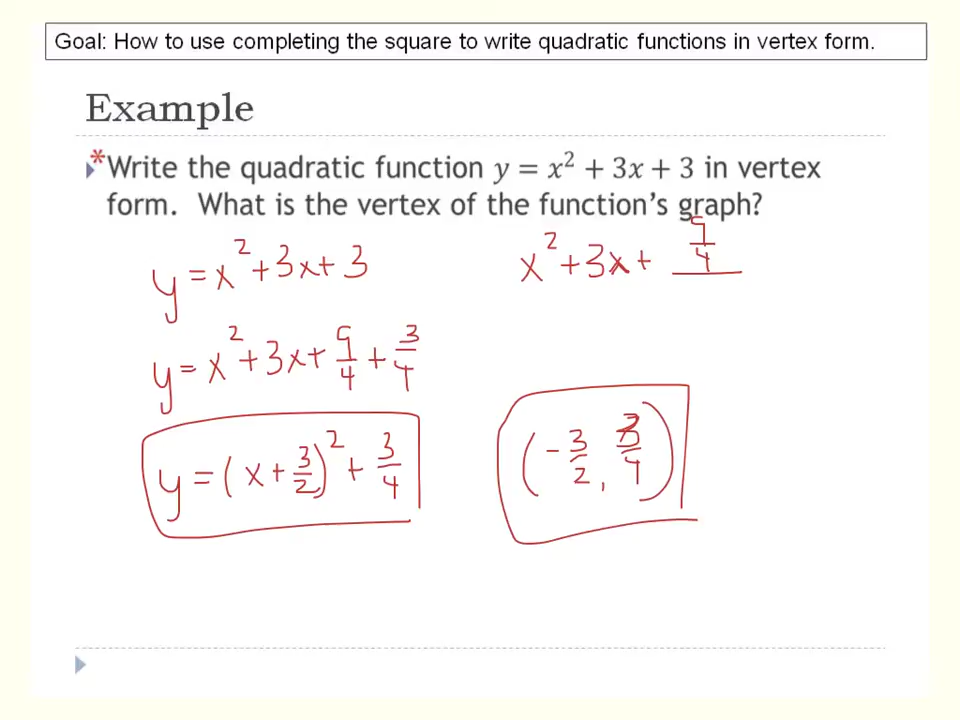 Goal: How to use completing the square to write quadratic functions in vertex form.
Example
*Write the quadratic function y = x² + 3x + 3 in vertex
form. What is the vertex of the function's graph?
y = x² + 3x + 3
x² + 3x + 9/4
y = x² + 3x + 9/4 + 3/4
y = (x + 3/2)² + 3/4
(-3/2, 3/4)